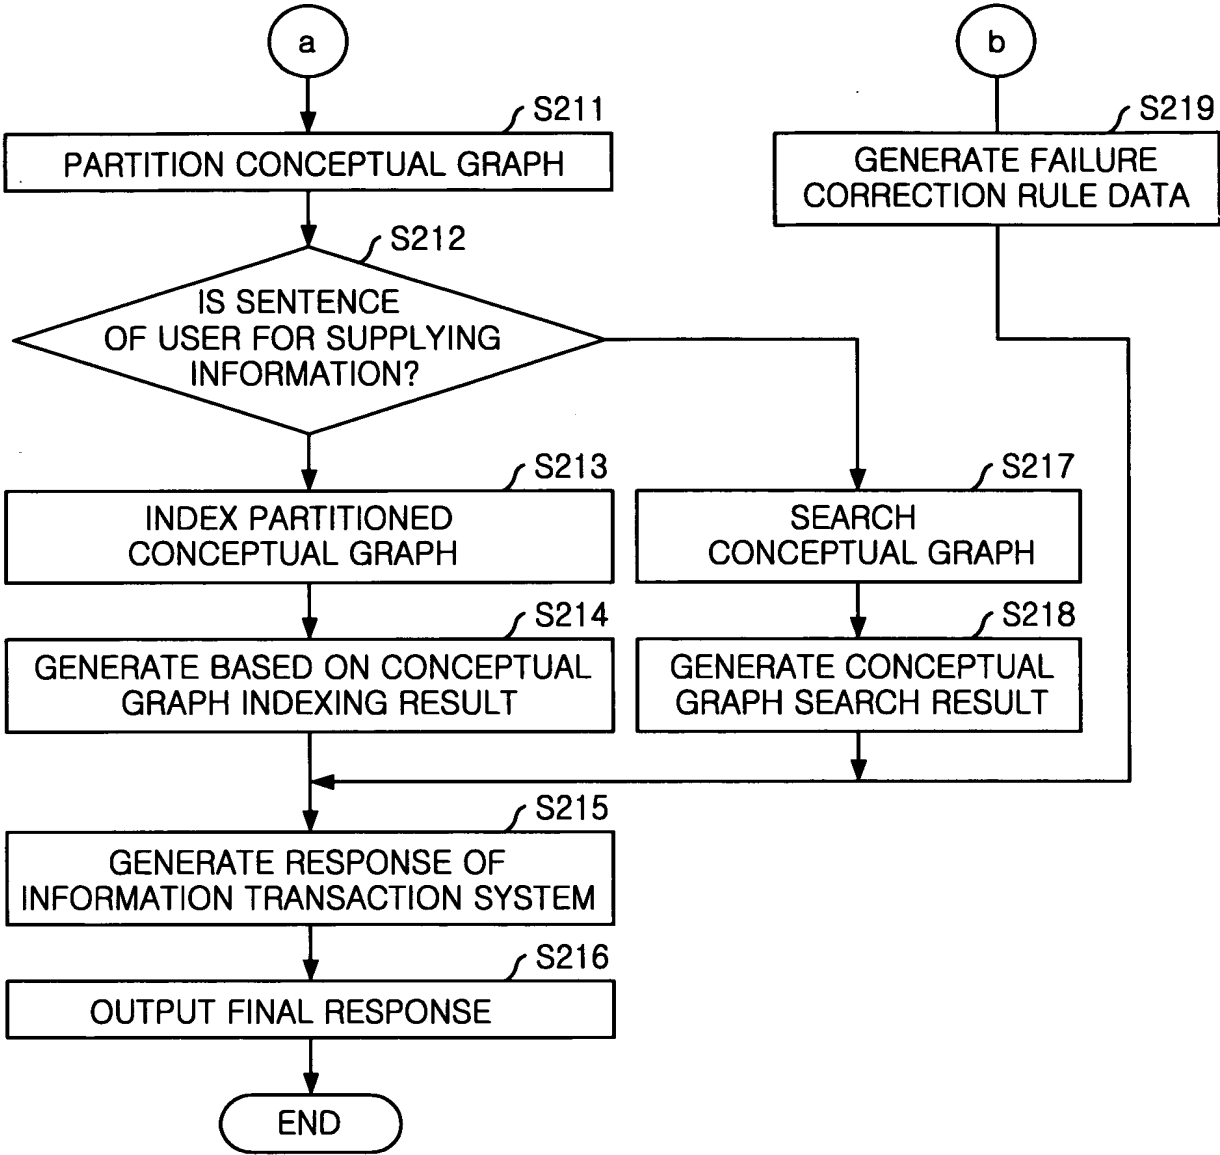 a
b
S211
PARTITION CONCEPTUAL GRAPH
S219
GENERATE FAILURE
CORRECTION RULE DATA
S212
IS SENTENCE
OF USER FOR SUPPLYING
INFORMATION?
S213
INDEX PARTITIONED
CONCEPTUAL GRAPH
S217
SEARCH
CONCEPTUAL GRAPH
S214
GENERATE BASED ON CONCEPTUAL
GRAPH INDEXING RESULT
S218
GENERATE CONCEPTUAL
GRAPH SEARCH RESULT
S215
GENERATE RESPONSE OF
INFORMATION TRANSACTION SYSTEM
S216
OUTPUT FINAL RESPONSE
END